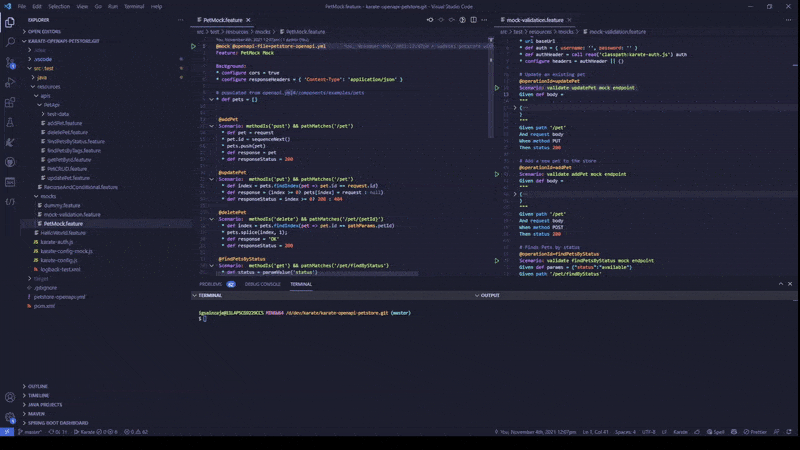 File Edit Selection View Go Run Terminal Help
PetMock.feature - karate-openapi-petstore.git - Visual Studio Code
EXPLORER
OPEN EDITORS
KARATE-OPENAPI-PETSTORE.GIT
.vscode
src \ test
java
resources
apis
PetApi
test-data
addPet.feature
deletePet.feature
findPetsByStatus.feature
findPetsByTags.feature
getPetById.feature
PetCRUD.feature
updatePet.feature
mocks
dummy.feature
mock-validation.feature
PetMock.feature
HelloWorld.feature
karate-auth.js
karate-config-mock.js
karate-config.js
logback-test.xml
target
.gitignore
petstore-openapi.yml
pom.xml
OUTLINE
TIMELINE
JAVA PROJECTS
MAVEN
SPRING BOOT DASHBOARD
PetMock.feature
src > test > resources > mocks > PetMock.feature
You, November 4th, 2021 12:07pm | 1 author (You)
@mock @openapi-file=petstore-openapi.yml
Feature: PetMock Mock
Background:
* configure cors = true
* configure responseHeaders = { 'Content-Type': 'application/json' }
# populated from openapi.yml#/components/examples/pets
* def pets = []
@addPet
Scenario: methodIs('post') && pathMatches('/pet')
* def pet = request
* pet.id = sequenceNext()
* pets.push(pet)
* def response = pet
* def responseStatus = 200
@updatePet
Scenario: methodIs('put') && pathMatches('/pet')
* def index = pets.findIndex(pet => pet.id == request.id)
* def response = (index >= 0? pets[index] = request : null)
* def responseStatus = index >= 0? 200 : 404
@deletePet
Scenario: methodIs('delete') && pathMatches('/pet/{petId}')
* def index = pets.findIndex(pet => pet.id == pathParams.petId)
* pets.splice(index, 1);
* def response = "OK"
* def responseStatus = 200
@findPetsByStatus
Scenario: methodIs('get') && pathMatches('/pet/findByStatus')
* def status = paramValue('status')
mock-validation.feature
src > test > resources > mocks > mock-validation.feature
* url baseUrl
* def auth = { username: '', password: '' }
* def authHeader = call read('classpath:karate-auth.js') auth
* configure headers = authHeader || {}
# Update an existing pet
@operationId=updatePet
Scenario: validate updatePet mock endpoint
Given def body =
"""
{
}
"""
Given path '/pet'
And request body
When method PUT
Then status 200
# Add a new pet to the store
@operationId=addPet
Scenario: validate addPet mock endpoint
Given def body =
"""
{
}
"""
Given path '/pet'
And request body
When method POST
Then status 200
# Finds Pets by status
@operationId=findPetsByStatus
Scenario: validate findPetsByStatus mock endpoint
Given def params = {"status":"available"}
Given path '/pet/findByStatus'
PROBLEMS 62 DEBUG CONSOLE TERMINAL
TERMINAL
OUTPUT
/d/dev/karate/karate-openapi-petstore.git (master)
$
master* Karate 62 You, November 4th, 2021 12:07pm Ln 1, Col 41 Spaces: 4 UTF-8 LF Karate Spell Prettier